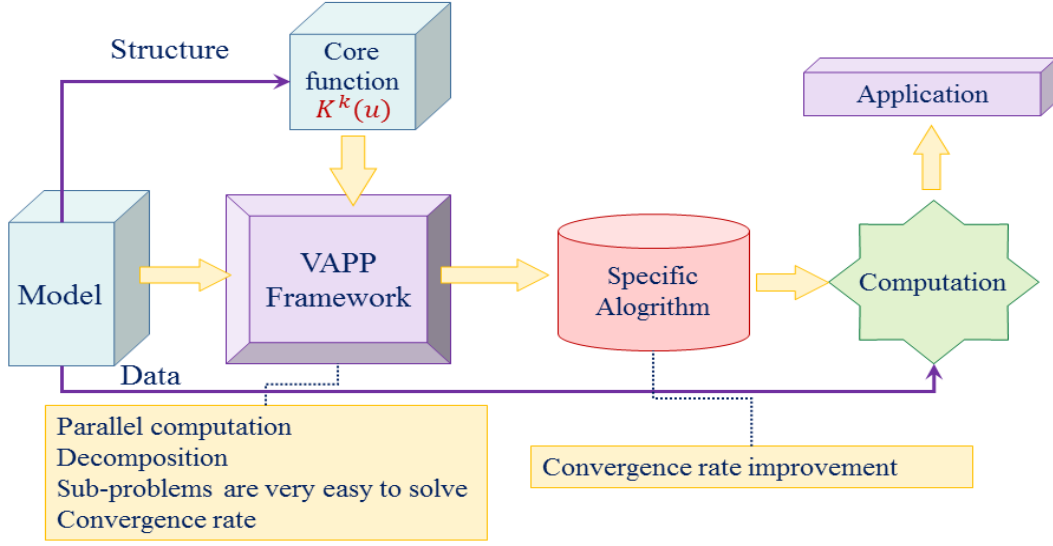 Structure
Core
function
K^k(u)
Application
Model
VAPP
Framework
Specific
Alogrithm
Computation
Data
Parallel computation
Decomposition
Sub-problems are very easy to solve
Convergence rate
Convergence rate improvement